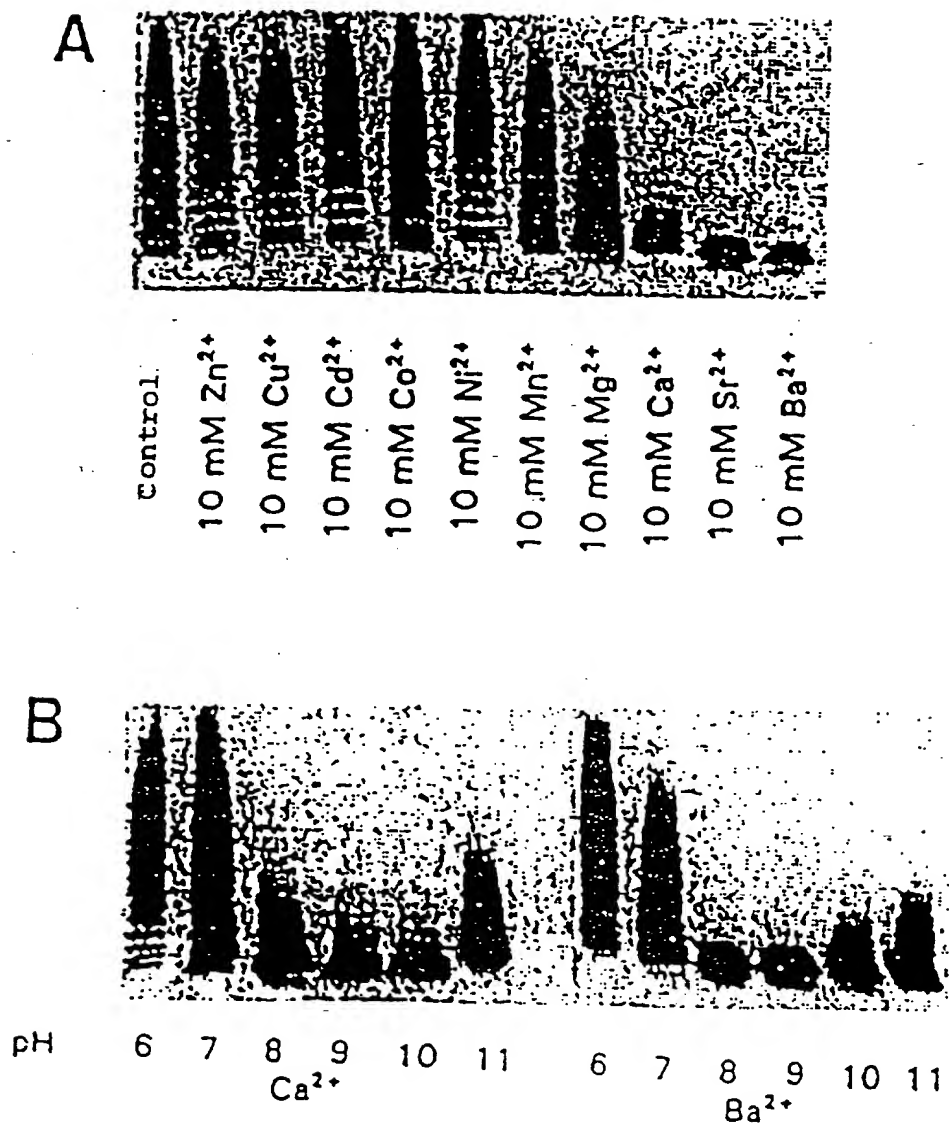 A
Control
10 mM Zn²⁺
10 mM Cu²⁺
10 mM Cd²⁺
10 mM Co²⁺
10 mM Ni²⁺
10 mM Mn²⁺
10 mM Mg²⁺
10 mM Ca²⁺
10 mM Sr²⁺
10 mM Ba²⁺
B
pH 6 7 8 9 10 11 6 7 8 9 10 11
Ca²⁺ Ba²⁺